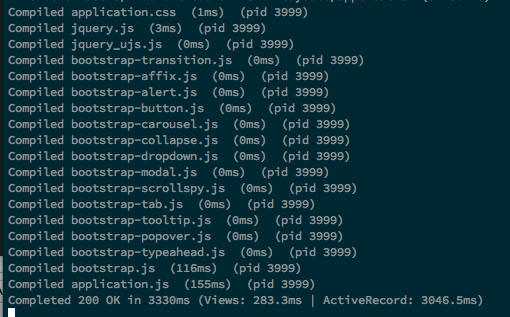 Compiled application.css  (1ms)  (pid 3999)
Compiled jquery.js  (3ms)  (pid 3999)
Compiled jquery_ujs.js  (0ms)  (pid 3999)
Compiled bootstrap-transition.js  (0ms)  (pid 3999)
Compiled bootstrap-affix.js  (0ms)  (pid 3999)
Compiled bootstrap-alert.js  (0ms)  (pid 3999)
Compiled bootstrap-button.js  (0ms)  (pid 3999)
Compiled bootstrap-carousel.js  (0ms)  (pid 3999)
Compiled bootstrap-collapse.js  (0ms)  (pid 3999)
Compiled bootstrap-dropdown.js  (0ms)  (pid 3999)
Compiled bootstrap-modal.js  (0ms)  (pid 3999)
Compiled bootstrap-scrollspy.js  (0ms)  (pid 3999)
Compiled bootstrap-tab.js  (0ms)  (pid 3999)
Compiled bootstrap-tooltip.js  (0ms)  (pid 3999)
Compiled bootstrap-popover.js  (0ms)  (pid 3999)
Compiled bootstrap-typeahead.js  (0ms)  (pid 3999)
Compiled bootstrap.js  (116ms)  (pid 3999)
Compiled application.js  (155ms)  (pid 3999)
Completed 200 OK in 3330ms (Views: 283.3ms | ActiveRecord: 3046.5ms)